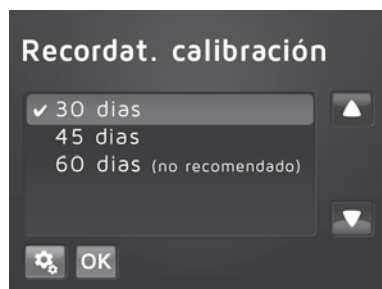 Recordat. calibración
✔ 30 dias
45 dias
60 dias (no recomendado)
OK